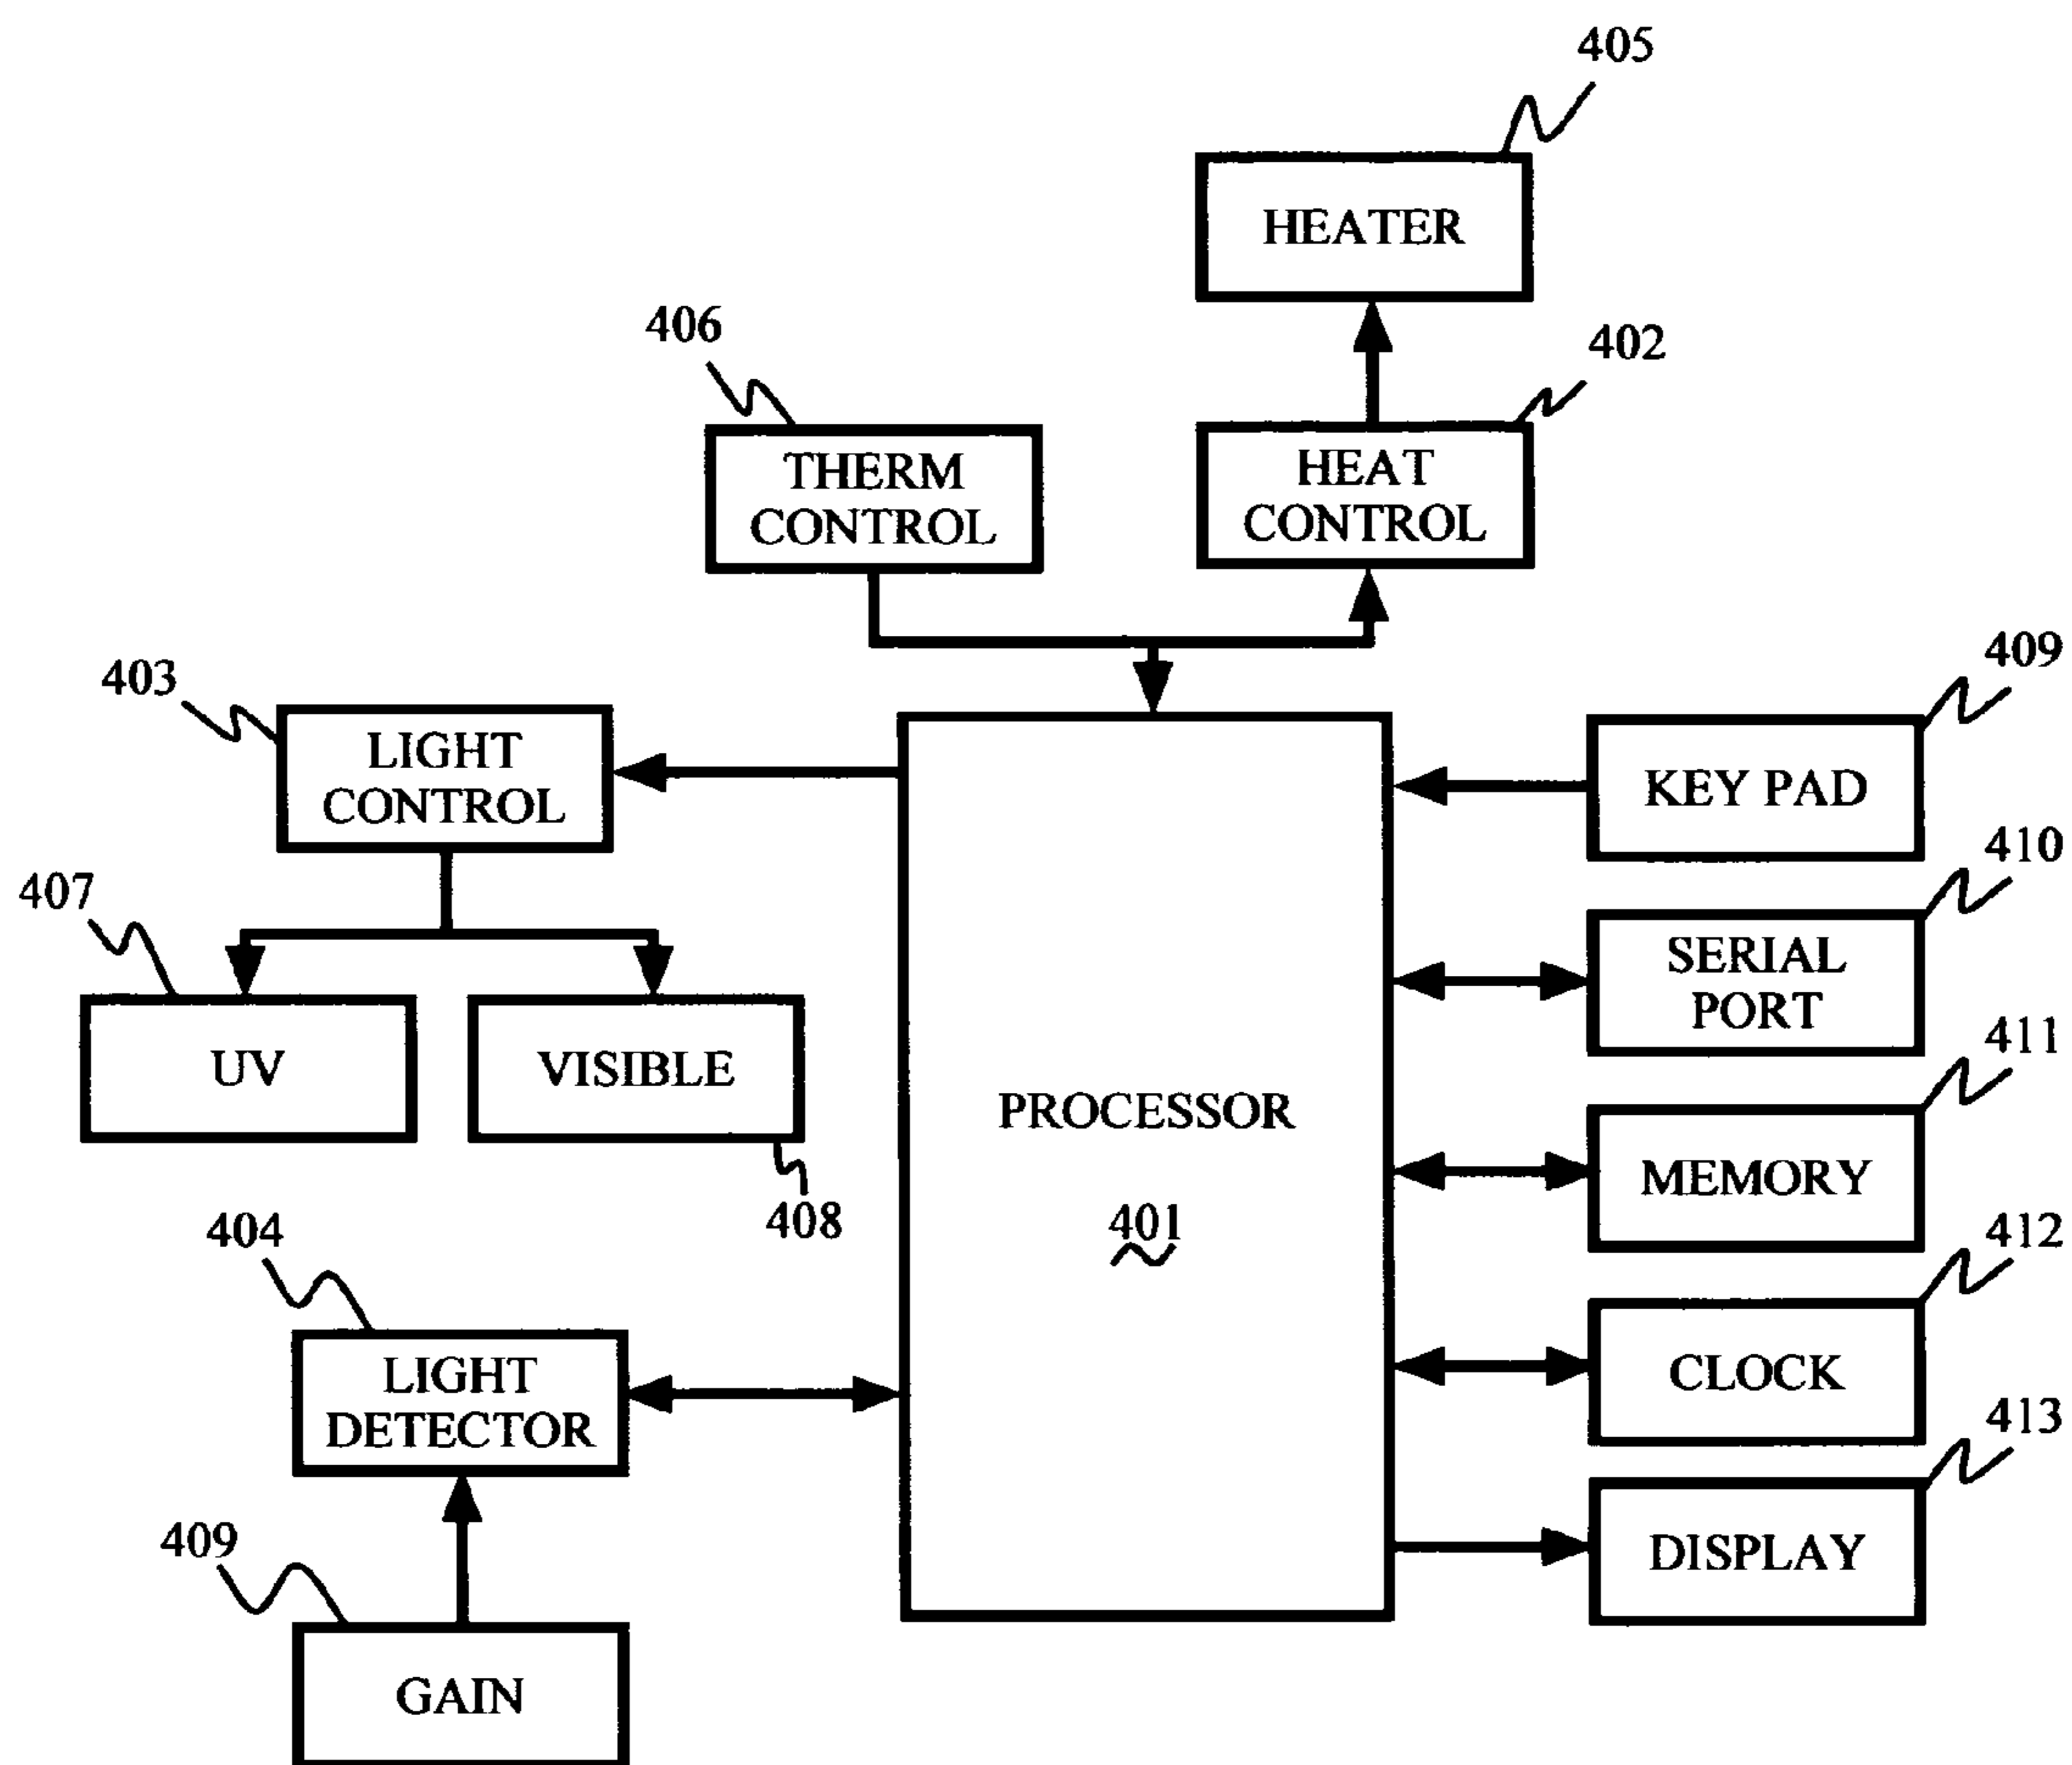 405
HEATER
406
402
THERM
CONTROL
HEAT
CONTROL
403
409
LIGHT
CONTROL
KEY PAD
407
410
UV
VISIBLE
SERIAL
PORT
411
PROCESSOR
401
MEMORY
408
404
412
LIGHT
DETECTOR
CLOCK
413
409
DISPLAY
GAIN